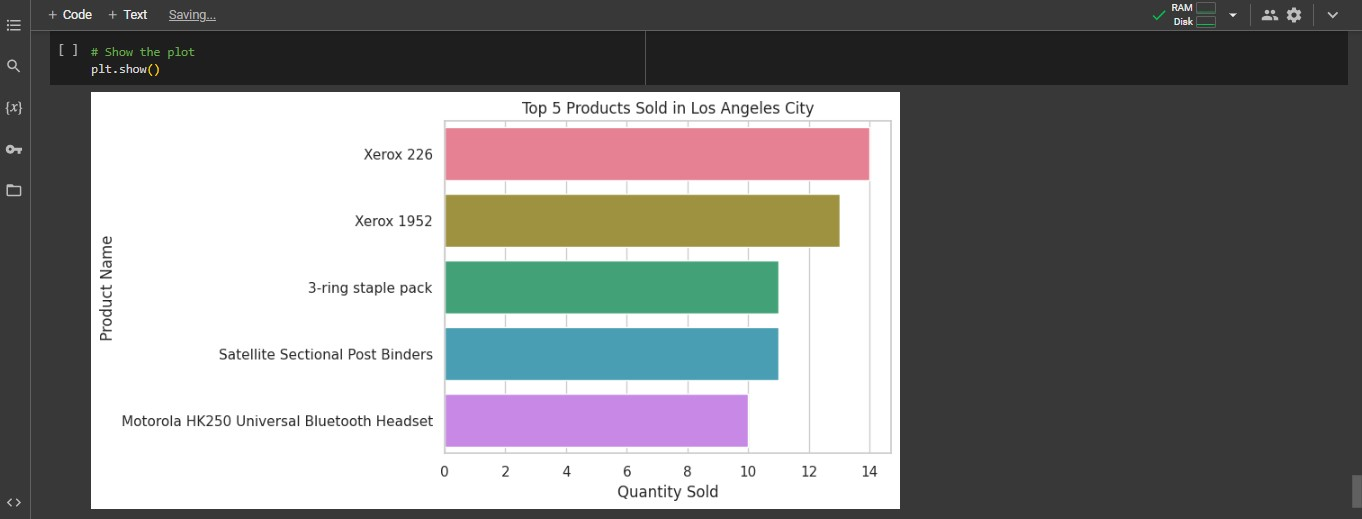 + Code + Text Saving... RAM
Disk
[ ] # Show the plot
plt.show()
{x}
Top 5 Products Sold in Los Angeles City
Product Name
Xerox 226
Xerox 1952
3-ring staple pack
Satellite Sectional Post Binders
Motorola HK250 Universal Bluetooth Headset
0 2 4 6 8 10 12 14
Quantity Sold